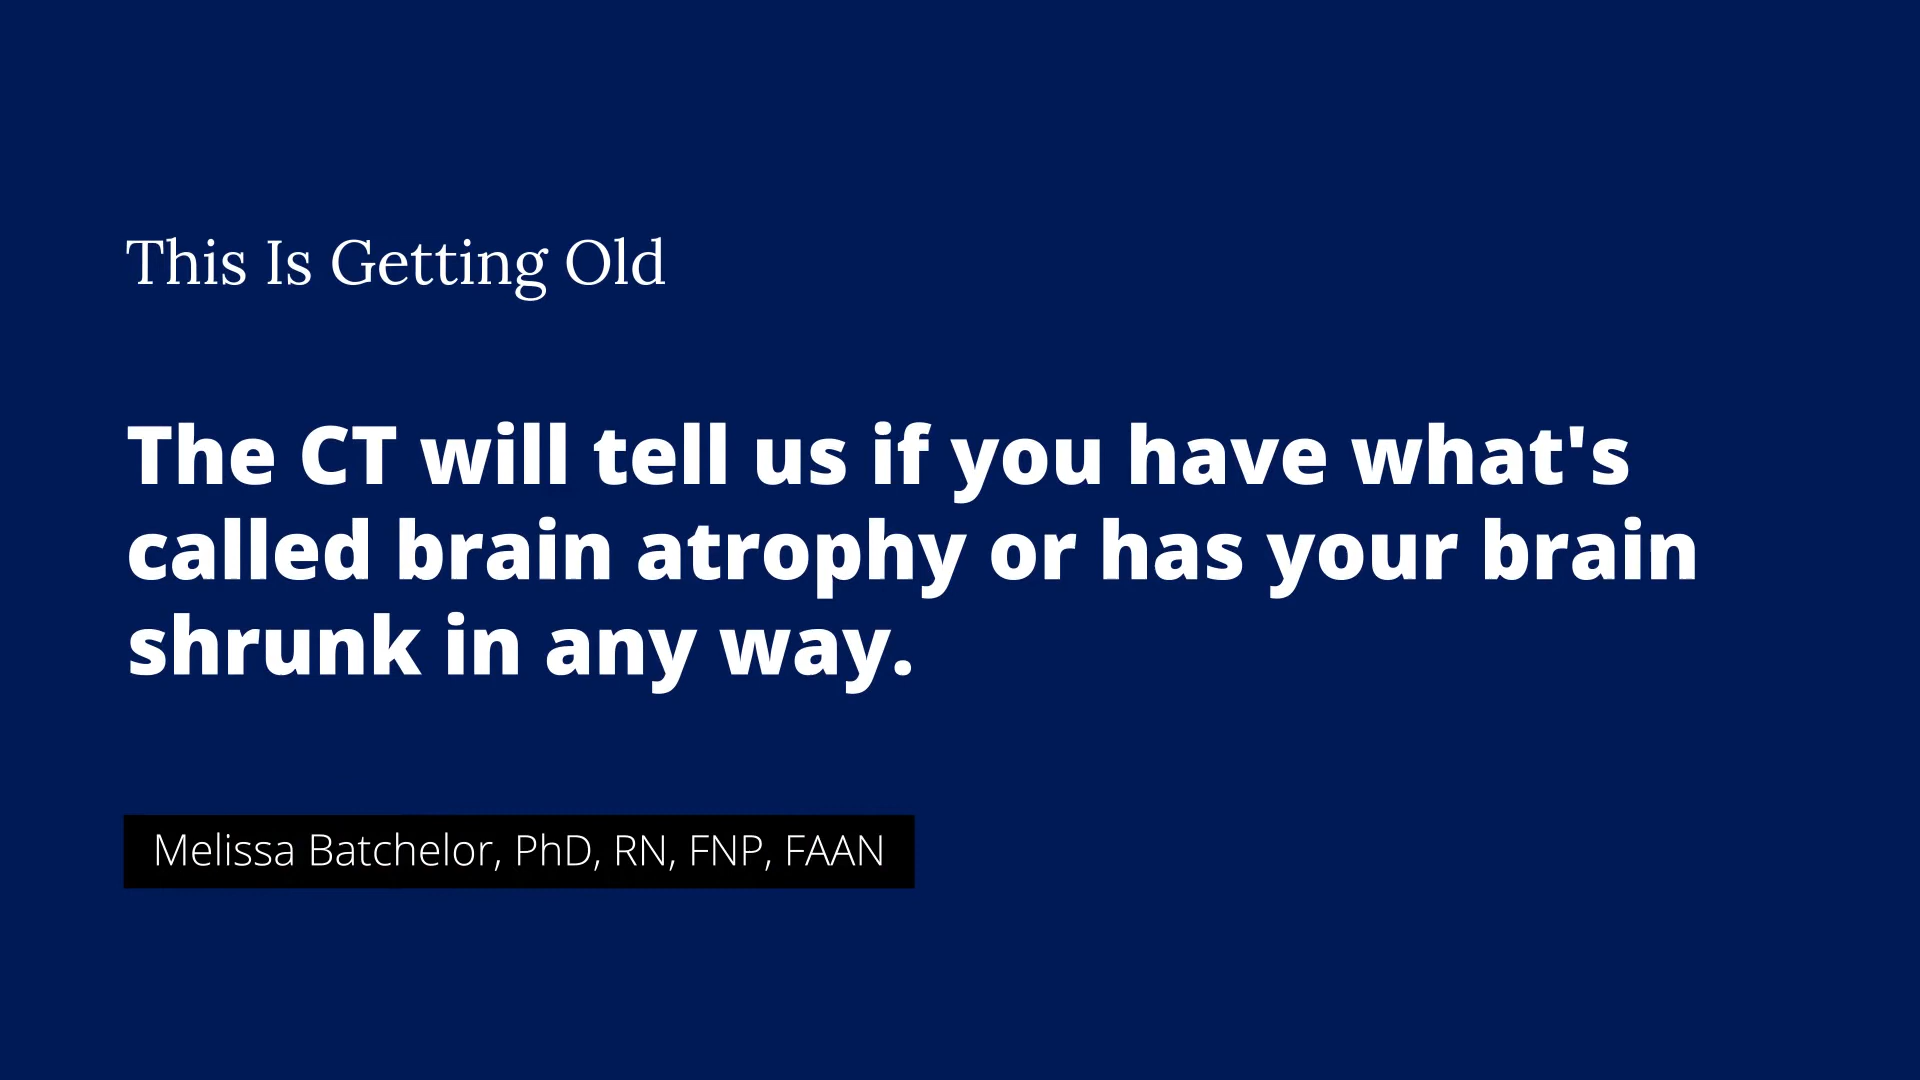 This Is Getting Old
The CT will tell us if you have what's
called brain atrophy or has your brain
shrunk in any way.
Melissa Batchelor, PhD, RN, FNP, FAAN